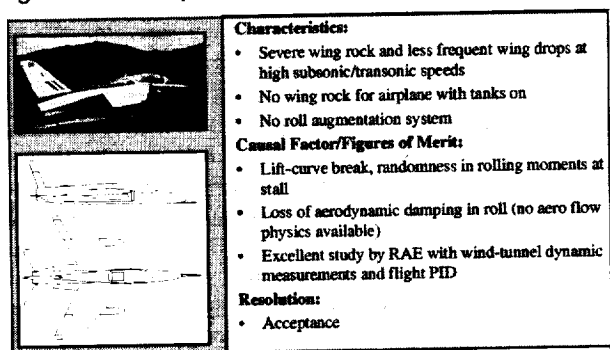 Characteristics:
• Severe wing rock and less frequent wing drops at
high subsonic/transonic speeds
• No wing rock for airplane with tanks on
• No roll augmentation system
Causal Factor/Figures of Merit:
• Lift-curve break, randomness in rolling moments at
stall
• Loss of aerodynamic damping in roll (no aero flow
physics available)
• Excellent study by RAE with wind-tunnel dynamic
measurements and flight PID
Resolution:
• Acceptance